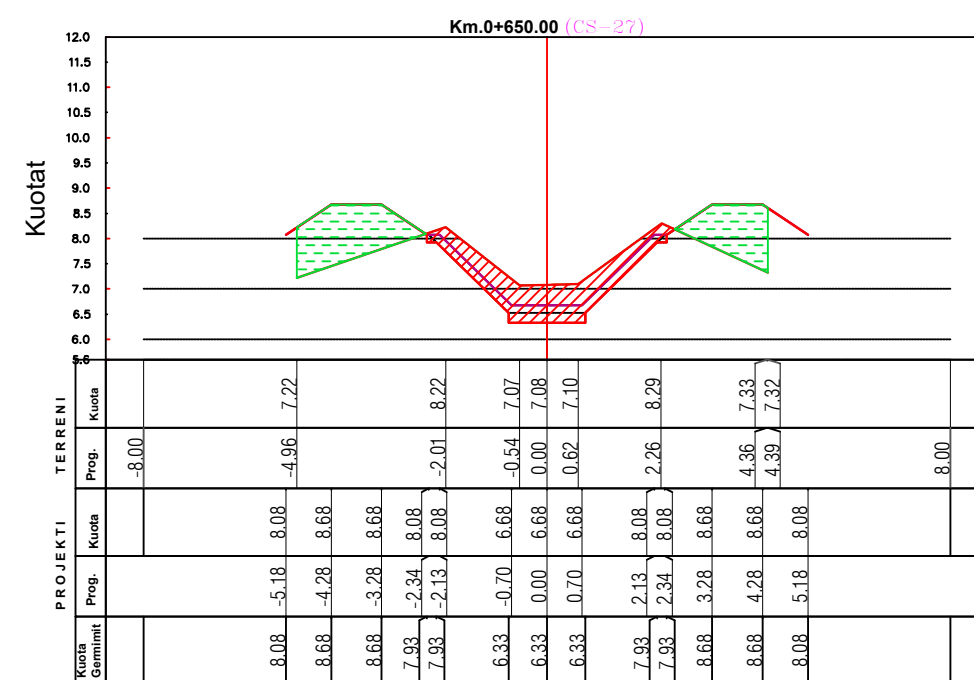 Km.0+650.00 (CS-27)
Kuotat
12.0
11.5
11.0
10.5
10.0
9.5
9.0
8.5
8.0
7.5
7.0
6.5
6.0
5.6
TERRENI
Kuota
7.22 8.22 7.07 7.08 7.10 8.29 7.33 7.32
Prog.
-8.00 -4.96 -2.01 -0.54 0.00 0.62 2.26 4.36 4.39 8.00
PROJEKTI
Kuota
8.08 8.68 8.68 8.08 8.08 6.68 6.68 6.68 8.08 8.08 8.68 8.68 8.08
Prog.
-5.18 -4.28 -3.28 -2.34 -2.13 -0.70 0.00 0.70 2.13 2.34 3.28 4.28 5.18
Kuota
Germimit
8.08 8.68 8.68 7.93 7.93 6.33 6.33 6.33 7.93 7.93 8.68 8.68 8.08